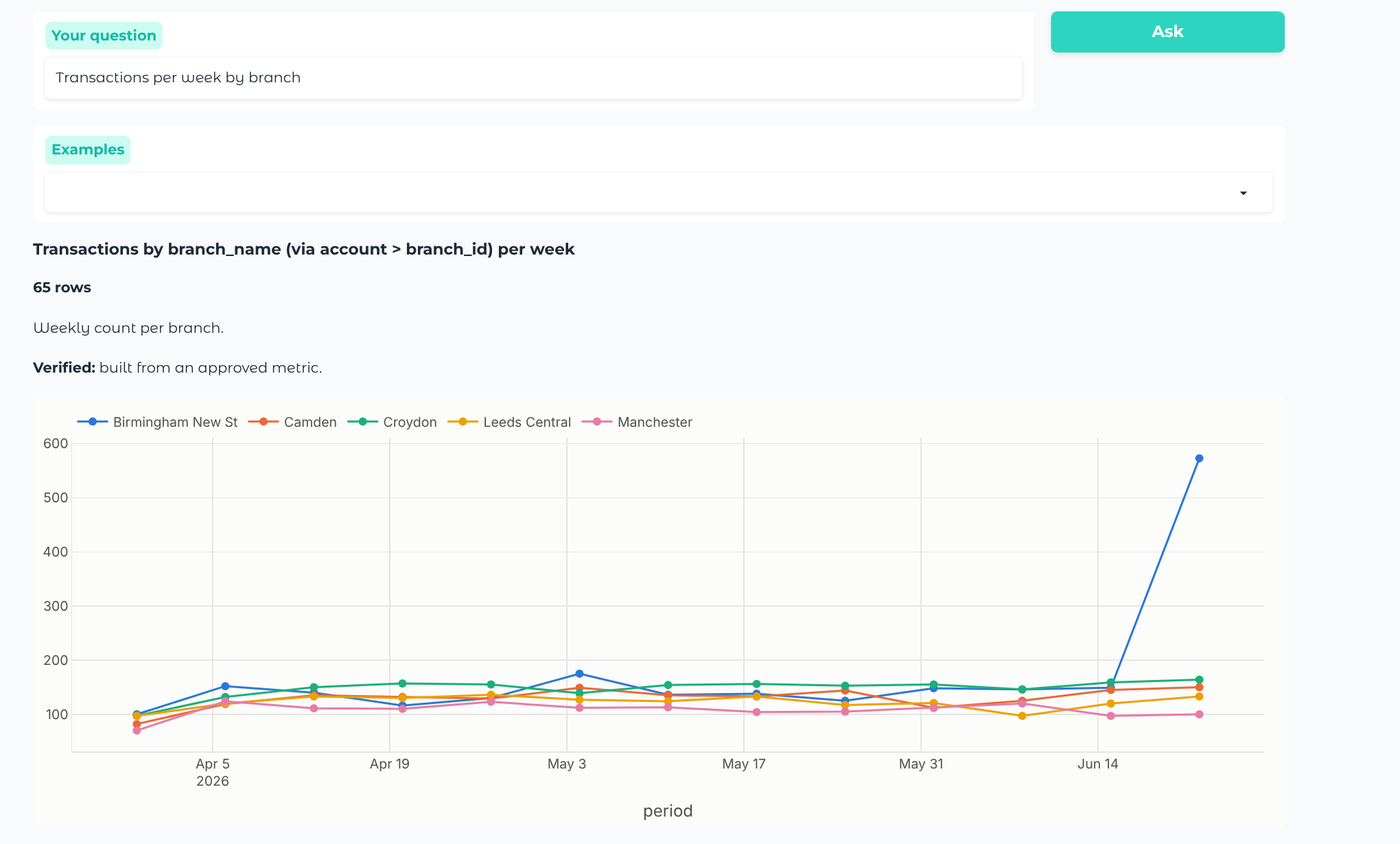 Your question
Ask
Transactions per week by branch
Examples
Transactions by branch_name (via account > branch_id) per week
65 rows
Weekly count per branch.
Verified: built from an approved metric.
Birmingham New St Camden Croydon Leeds Central Manchester
600
500
400
300
200
100
Apr 5 Apr 19 May 3 May 17 May 31 Jun 14
2026
period